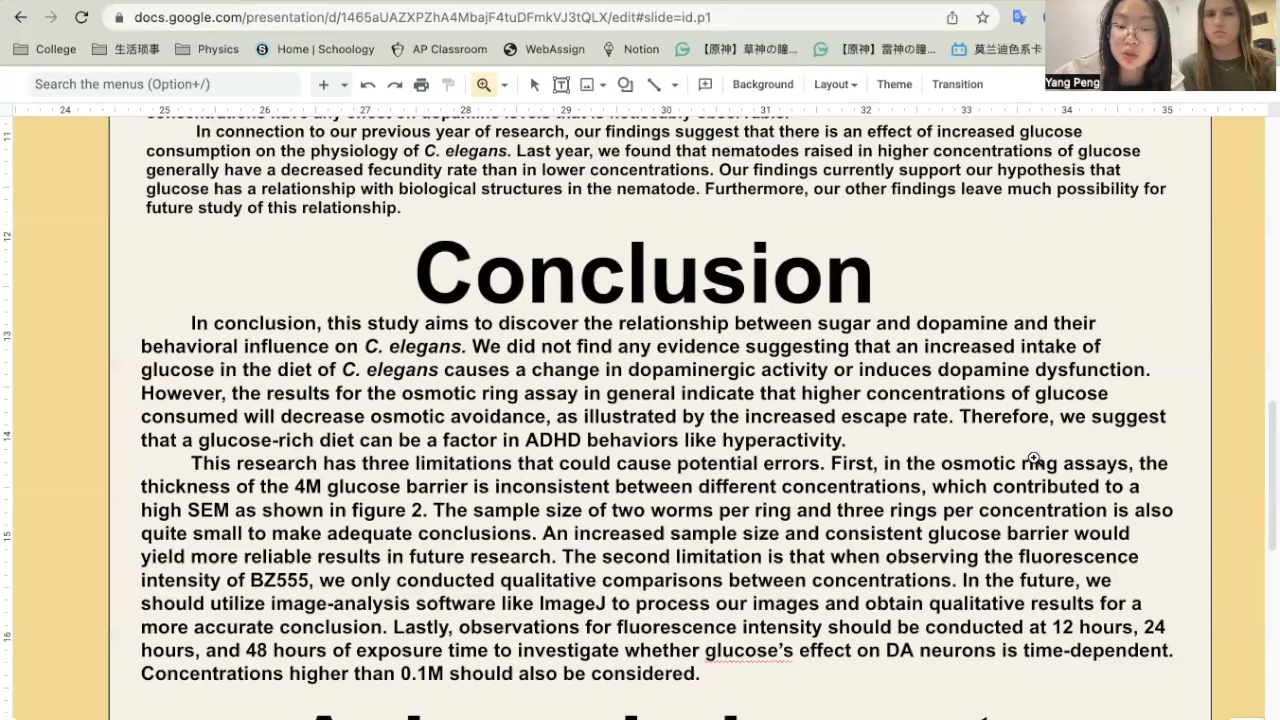 docs.google.com/presentation/d/1465aUAZXPZhA4MbajF4tuDFmkVJ3tQLX/edit#slide=id.p1
College 生活琐事 Physics Home | Schoology AP Classroom WebAssign Notion 【原神】草神の瞳... 【原神】雷神の瞳... 莫兰迪色系卡
Yang Peng
Search the menus (Option+/) Background Layout Theme Transition
24 25 26 27 28 29 30 31 32 33 34 35
11
12
13
14
15
16
In connection to our previous year of research, our findings suggest that there is an effect of increased glucose
consumption on the physiology of C. elegans. Last year, we found that nematodes raised in higher concentrations of glucose
generally have a decreased fecundity rate than in lower concentrations. Our findings currently support our hypothesis that
glucose has a relationship with biological structures in the nematode. Furthermore, our other findings leave much possibility for
future study of this relationship.
Conclusion
In conclusion, this study aims to discover the relationship between sugar and dopamine and their
behavioral influence on C. elegans. We did not find any evidence suggesting that an increased intake of
glucose in the diet of C. elegans causes a change in dopaminergic activity or induces dopamine dysfunction.
However, the results for the osmotic ring assay in general indicate that higher concentrations of glucose
consumed will decrease osmotic avoidance, as illustrated by the increased escape rate. Therefore, we suggest
that a glucose-rich diet can be a factor in ADHD behaviors like hyperactivity.
This research has three limitations that could cause potential errors. First, in the osmotic ring assays, the
thickness of the 4M glucose barrier is inconsistent between different concentrations, which contributed to a
high SEM as shown in figure 2. The sample size of two worms per ring and three rings per concentration is also
quite small to make adequate conclusions. An increased sample size and consistent glucose barrier would
yield more reliable results in future research. The second limitation is that when observing the fluorescence
intensity of BZ555, we only conducted qualitative comparisons between concentrations. In the future, we
should utilize image-analysis software like ImageJ to process our images and obtain qualitative results for a
more accurate conclusion. Lastly, observations for fluorescence intensity should be conducted at 12 hours, 24
hours, and 48 hours of exposure time to investigate whether glucose's effect on DA neurons is time-dependent.
Concentrations higher than 0.1M should also be considered.